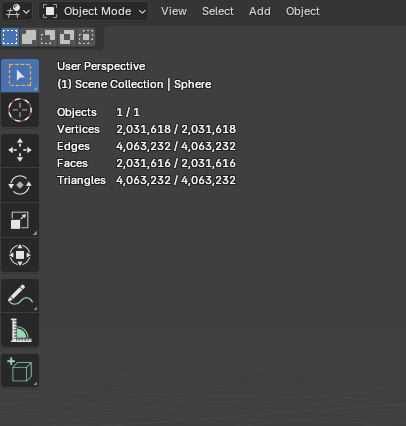 Object Mode View Select Add Object
User Perspective
(1) Scene Collection | Sphere
Objects 1 / 1
Vertices 2,031,618 / 2,031,618
Edges 4,063,232 / 4,063,232
Faces 2,031,616 / 2,031,616
Triangles 4,063,232 / 4,063,232